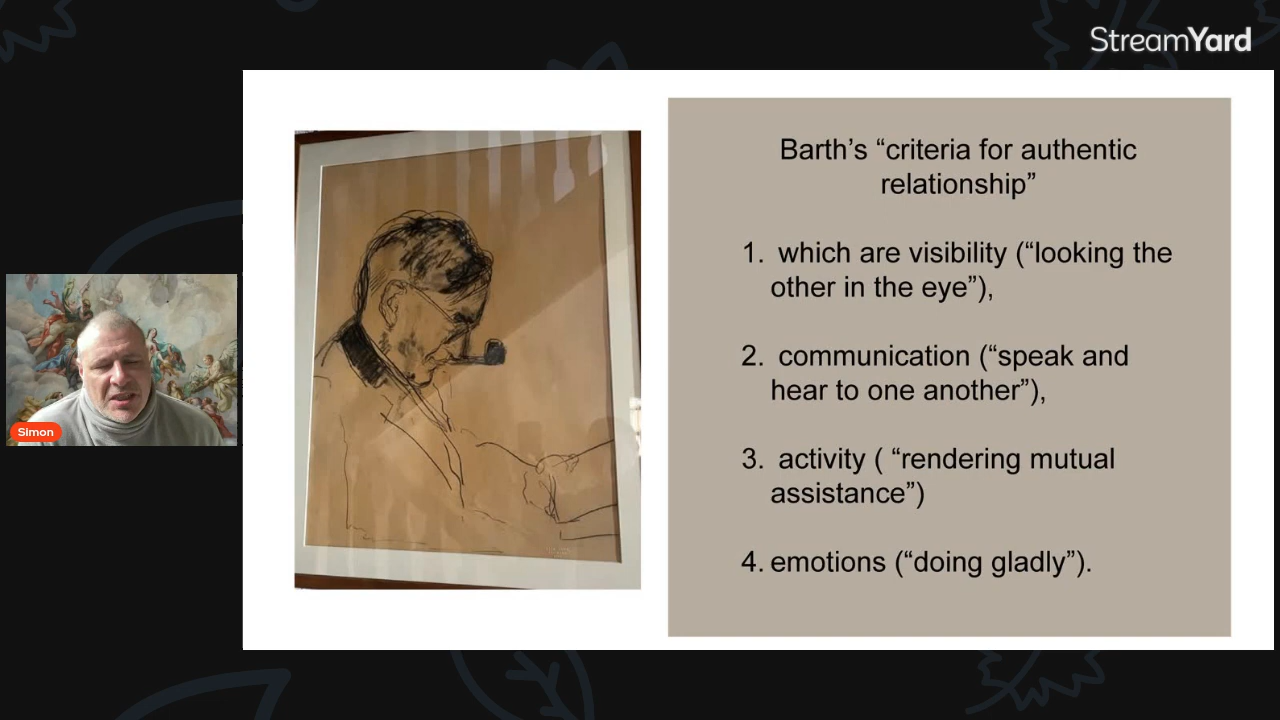 StreamYard
Barth’s “criteria for authentic
relationship”
1. which are visibility (“looking the
other in the eye”),
2. communication (“speak and
hear to one another”),
3. activity ( “rendering mutual
assistance”)
4. emotions (“doing gladly”).
Simon